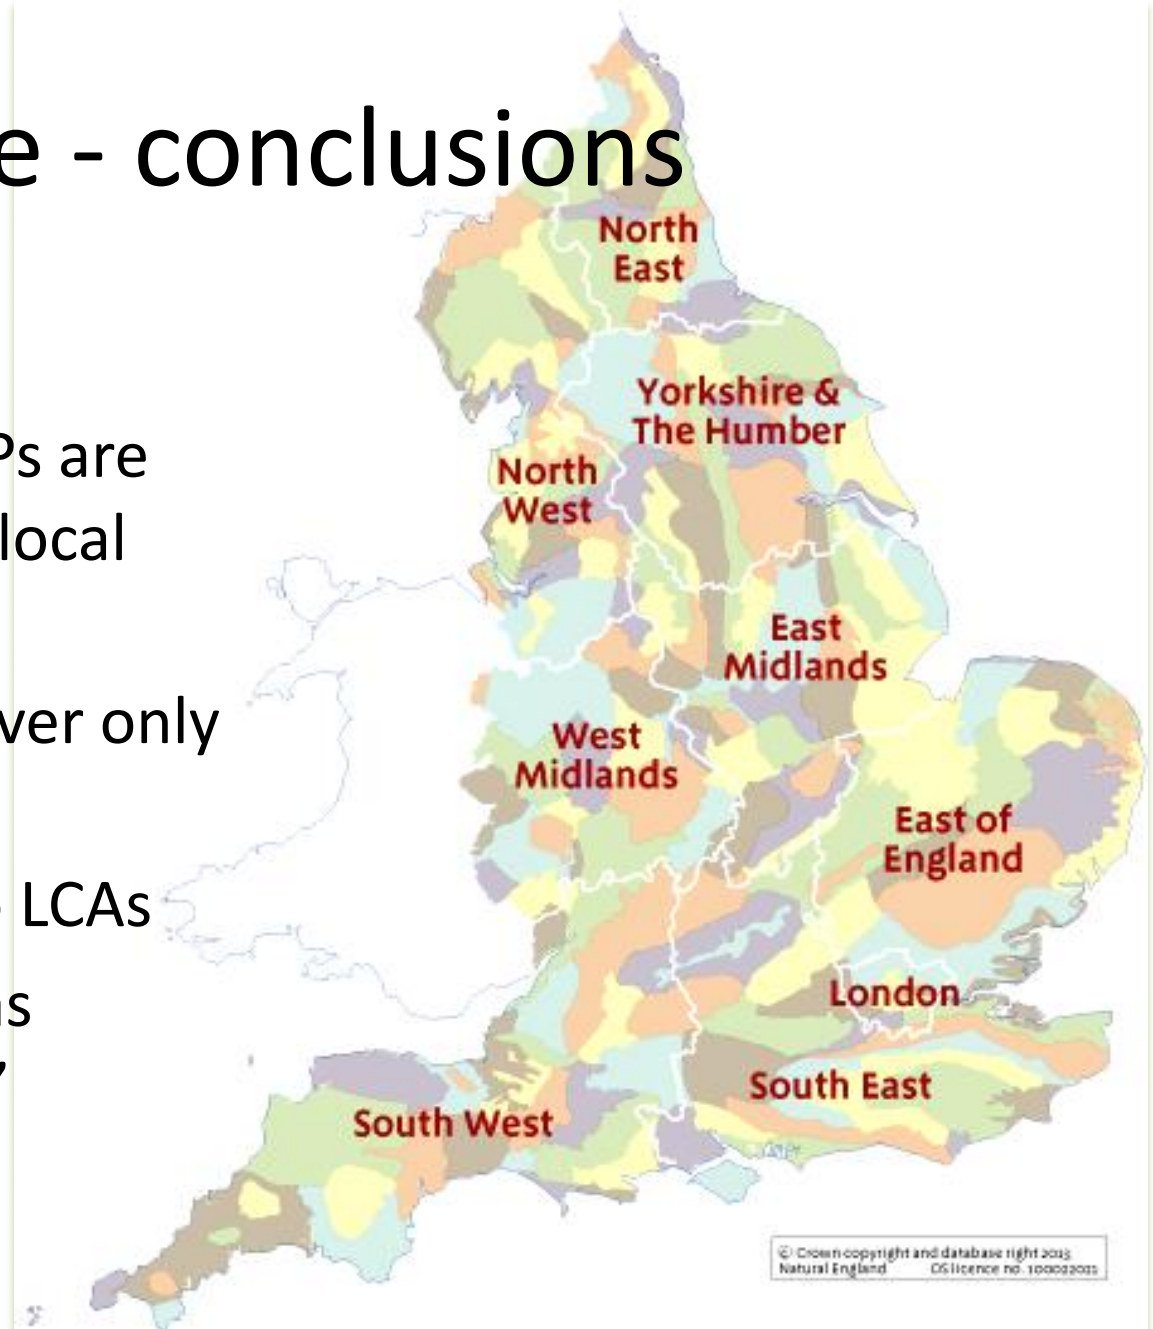 e - conclusions
Ps are
local
ver only
LCAs
ns
North
East
Yorkshire &
The Humber
North
West
East
Midlands
West
Midlands
East of
England
London
South East
South West
© Crown copyright and database right 2013
Natural England OS licence no. 100022021